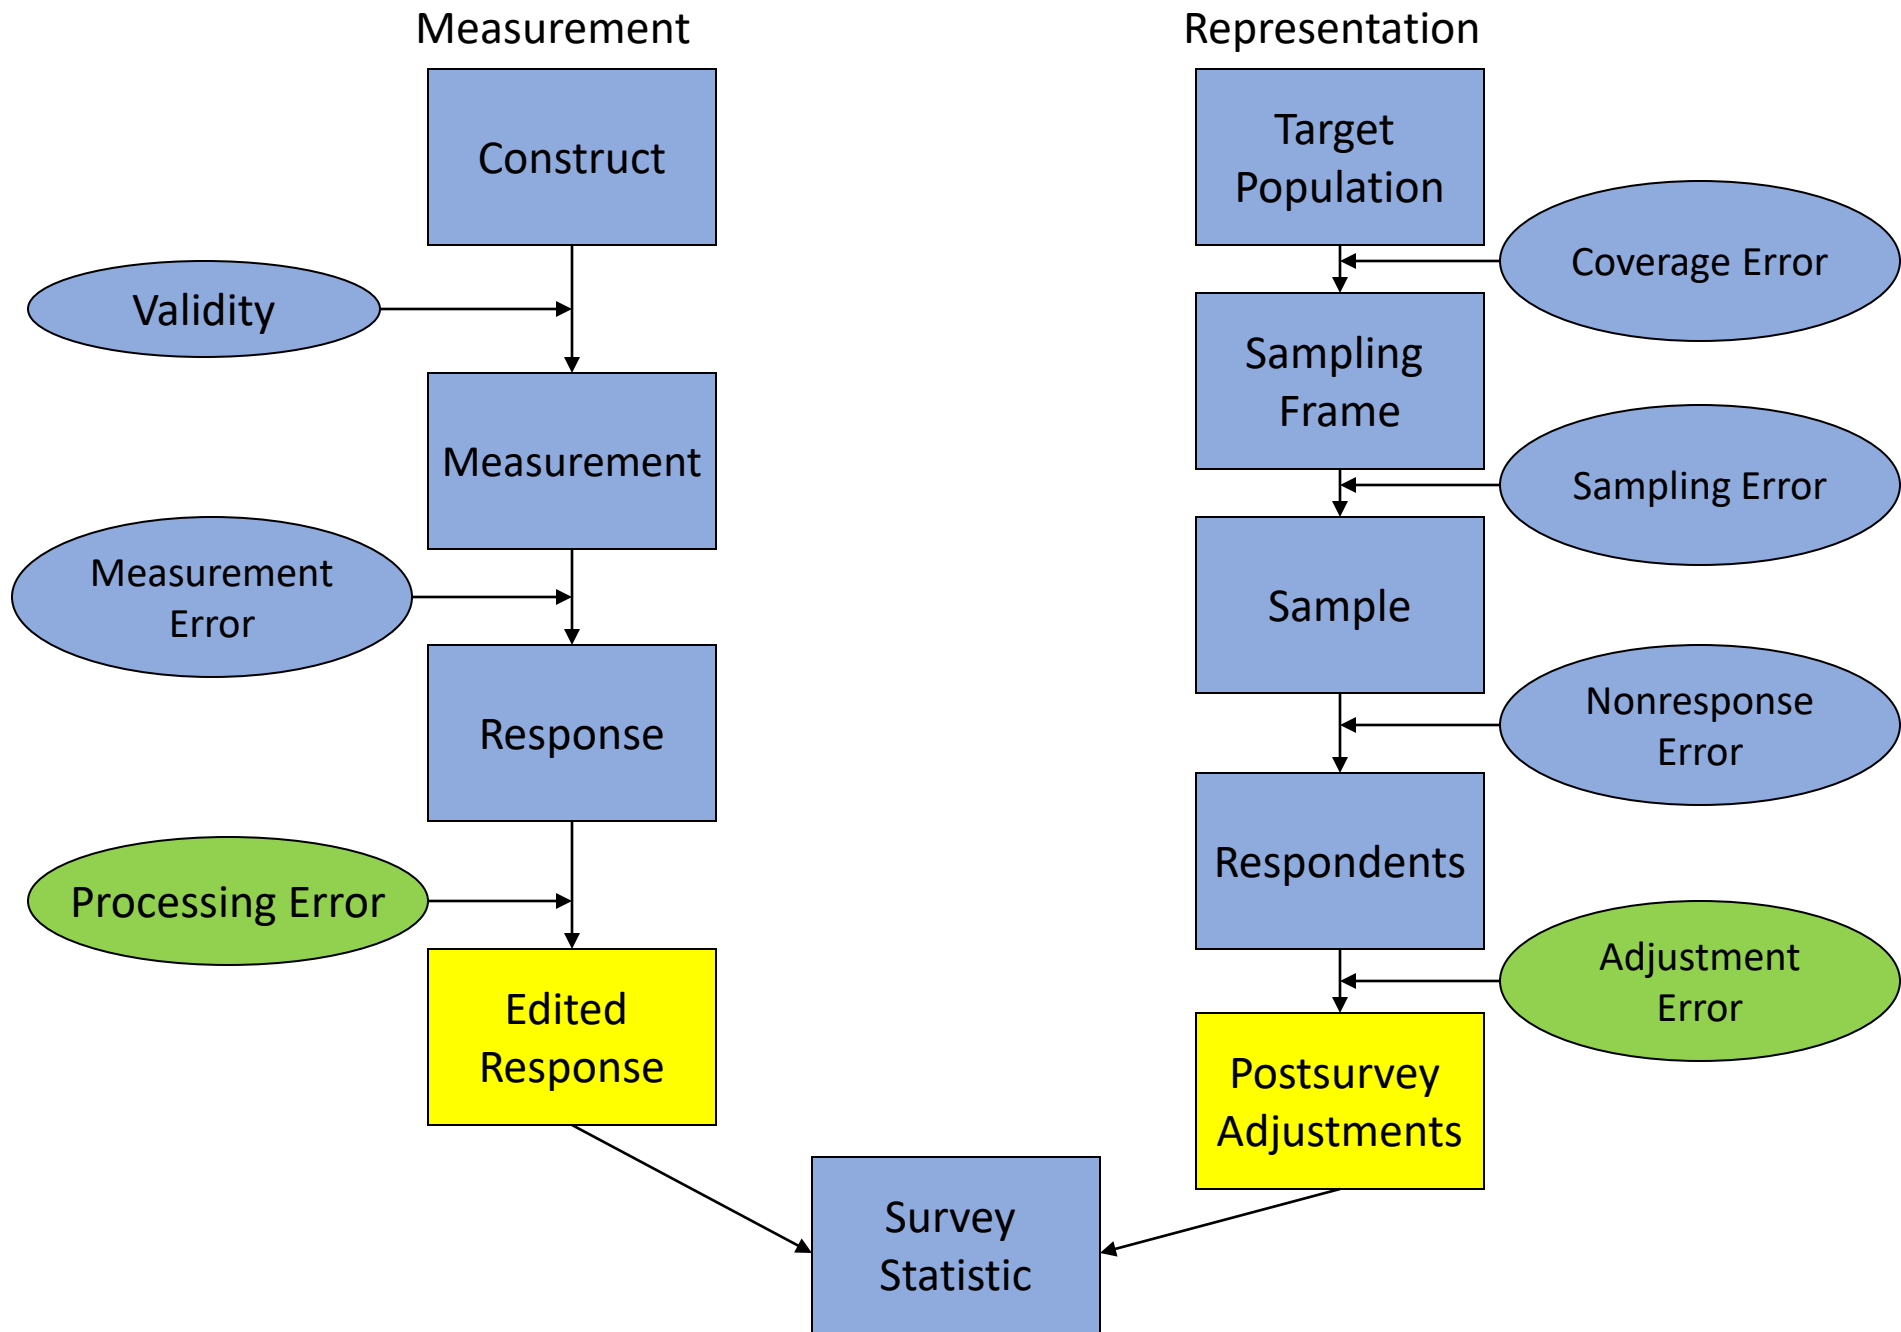 Measurement
Representation
Construct
Target
Population
Validity
Coverage Error
Measurement
Sampling
Frame
Sampling Error
Measurement
Error
Sample
Response
Nonresponse
Error
Processing Error
Respondents
Edited
Response
Adjustment
Error
Postsurvey
Adjustments
Survey
Statistic